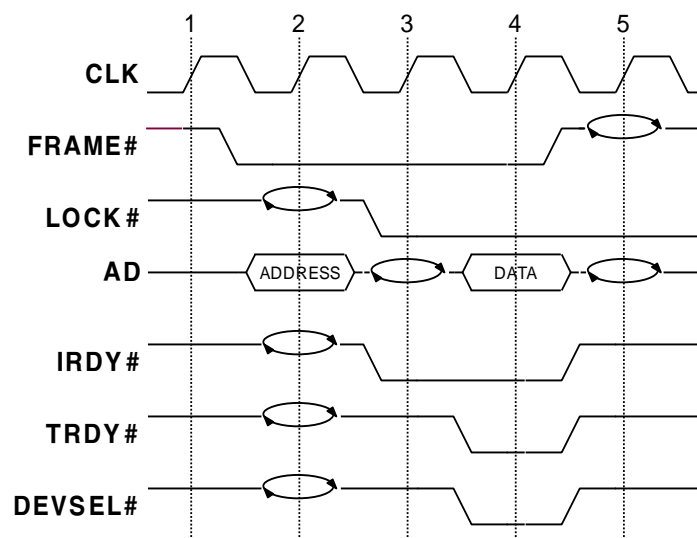 1 2 3 4 5
CLK
FRAME#
LOCK#
AD ADDRESS DATA
IRDY#
TRDY#
DEVSEL#